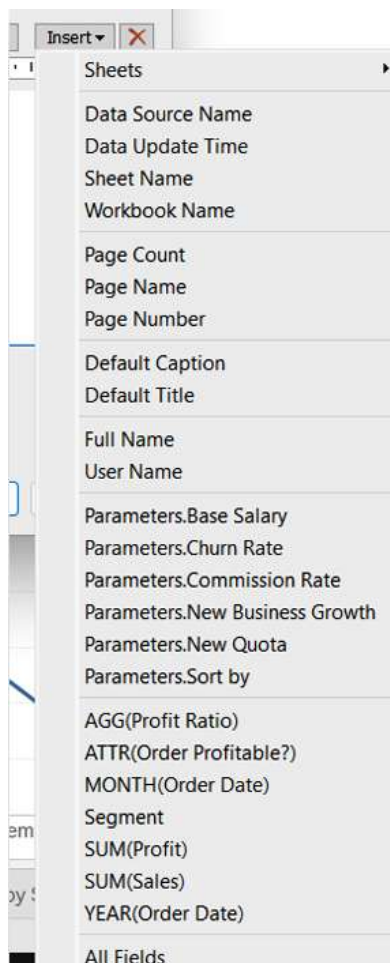 Insert
Sheets
Data Source Name
Data Update Time
Sheet Name
Workbook Name
Page Count
Page Name
Page Number
Default Caption
Default Title
Full Name
User Name
Parameters.Base Salary
Parameters.Churn Rate
Parameters.Commission Rate
Parameters.New Business Growth
Parameters.New Quota
Parameters.Sort by
AGG(Profit Ratio)
ATTR(Order Profitable?)
MONTH(Order Date)
Segment
em
SUM(Profit)
SUM(Sales)
by
YEAR(Order Date)
All Fields